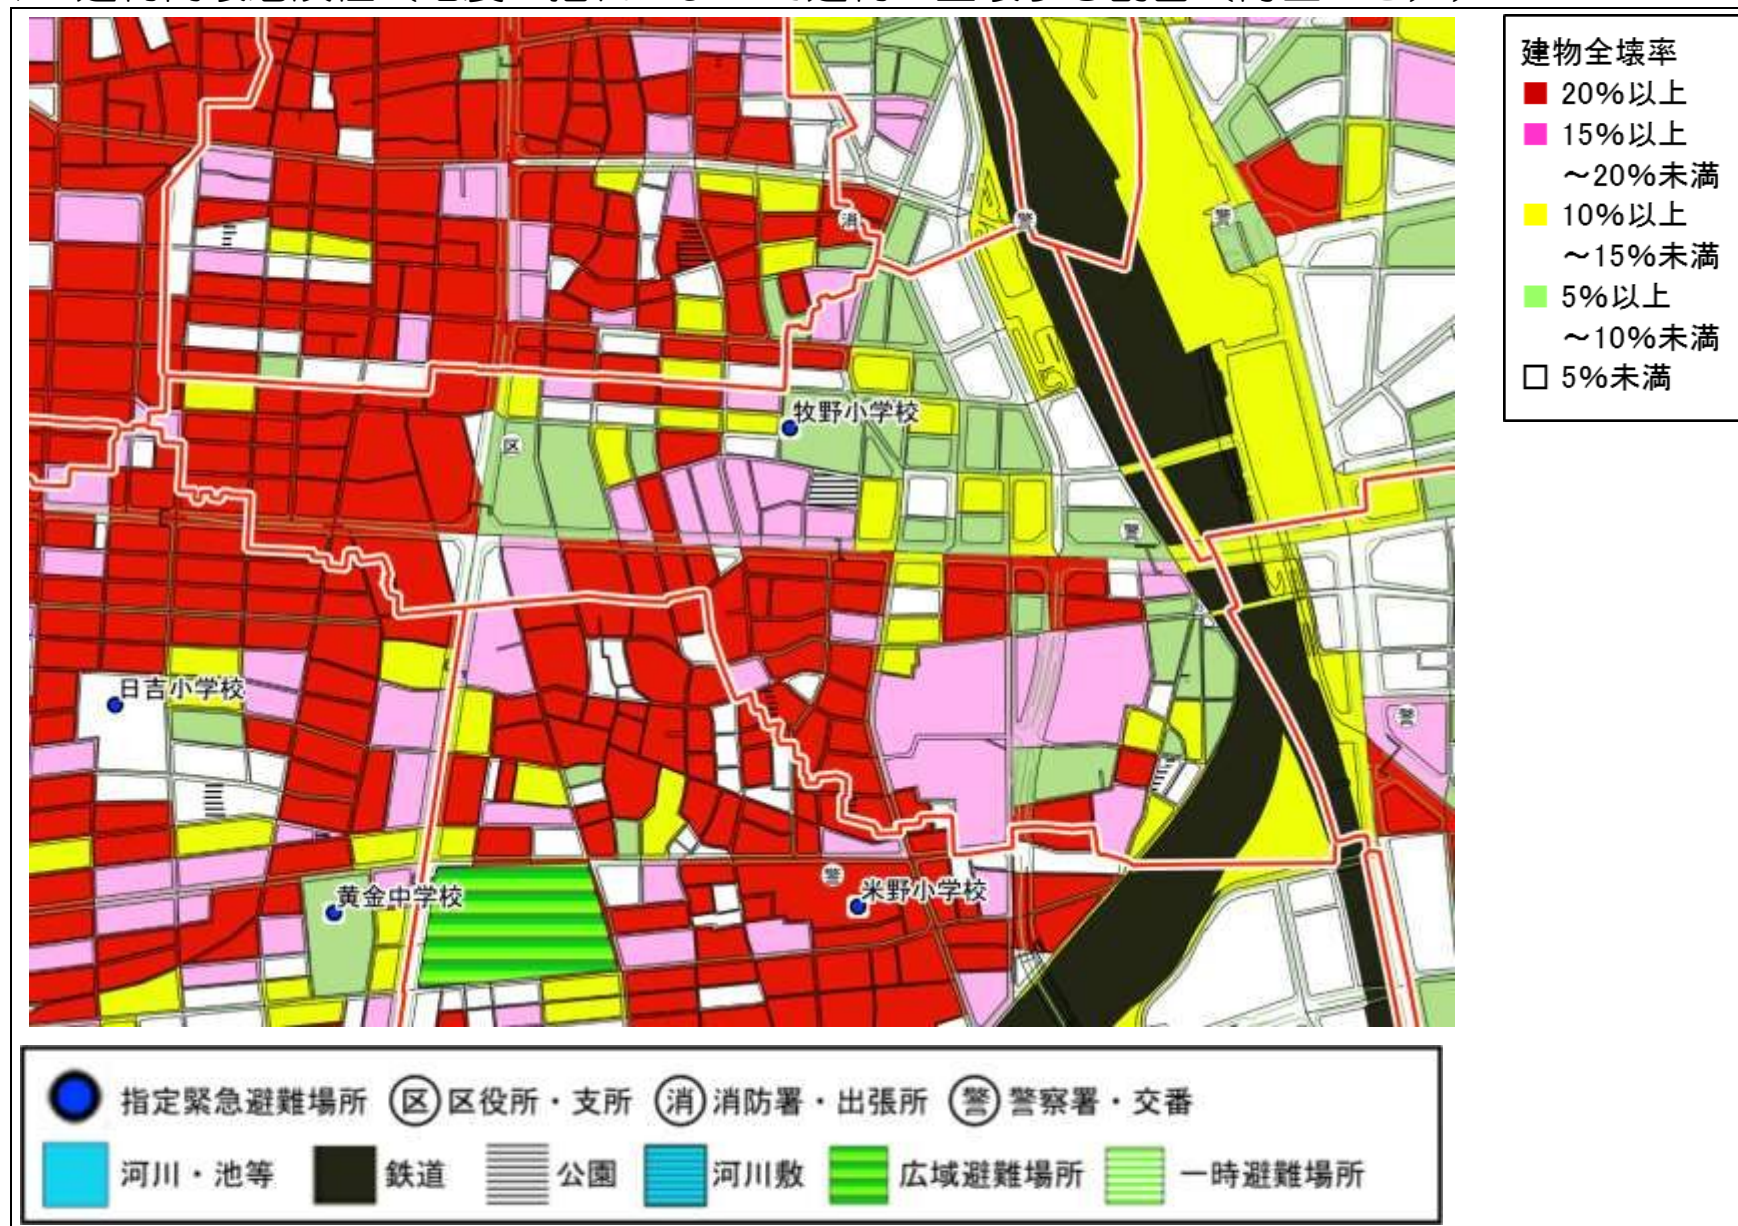 建物全壊率
20%以上
15%以上
~20%未満
10%以上
~15%未満
5%以上
~10%未満
5%未満
消
警
警
牧野小学校
区
警
日吉小学校
警
黄金中学校
警
米野小学校
指定緊急避難場所 区 区役所・支所 消 消防署・出張所 警 警察署・交番
河川・池等 鉄道 公園 河川敷 広域避難場所 一時避難場所